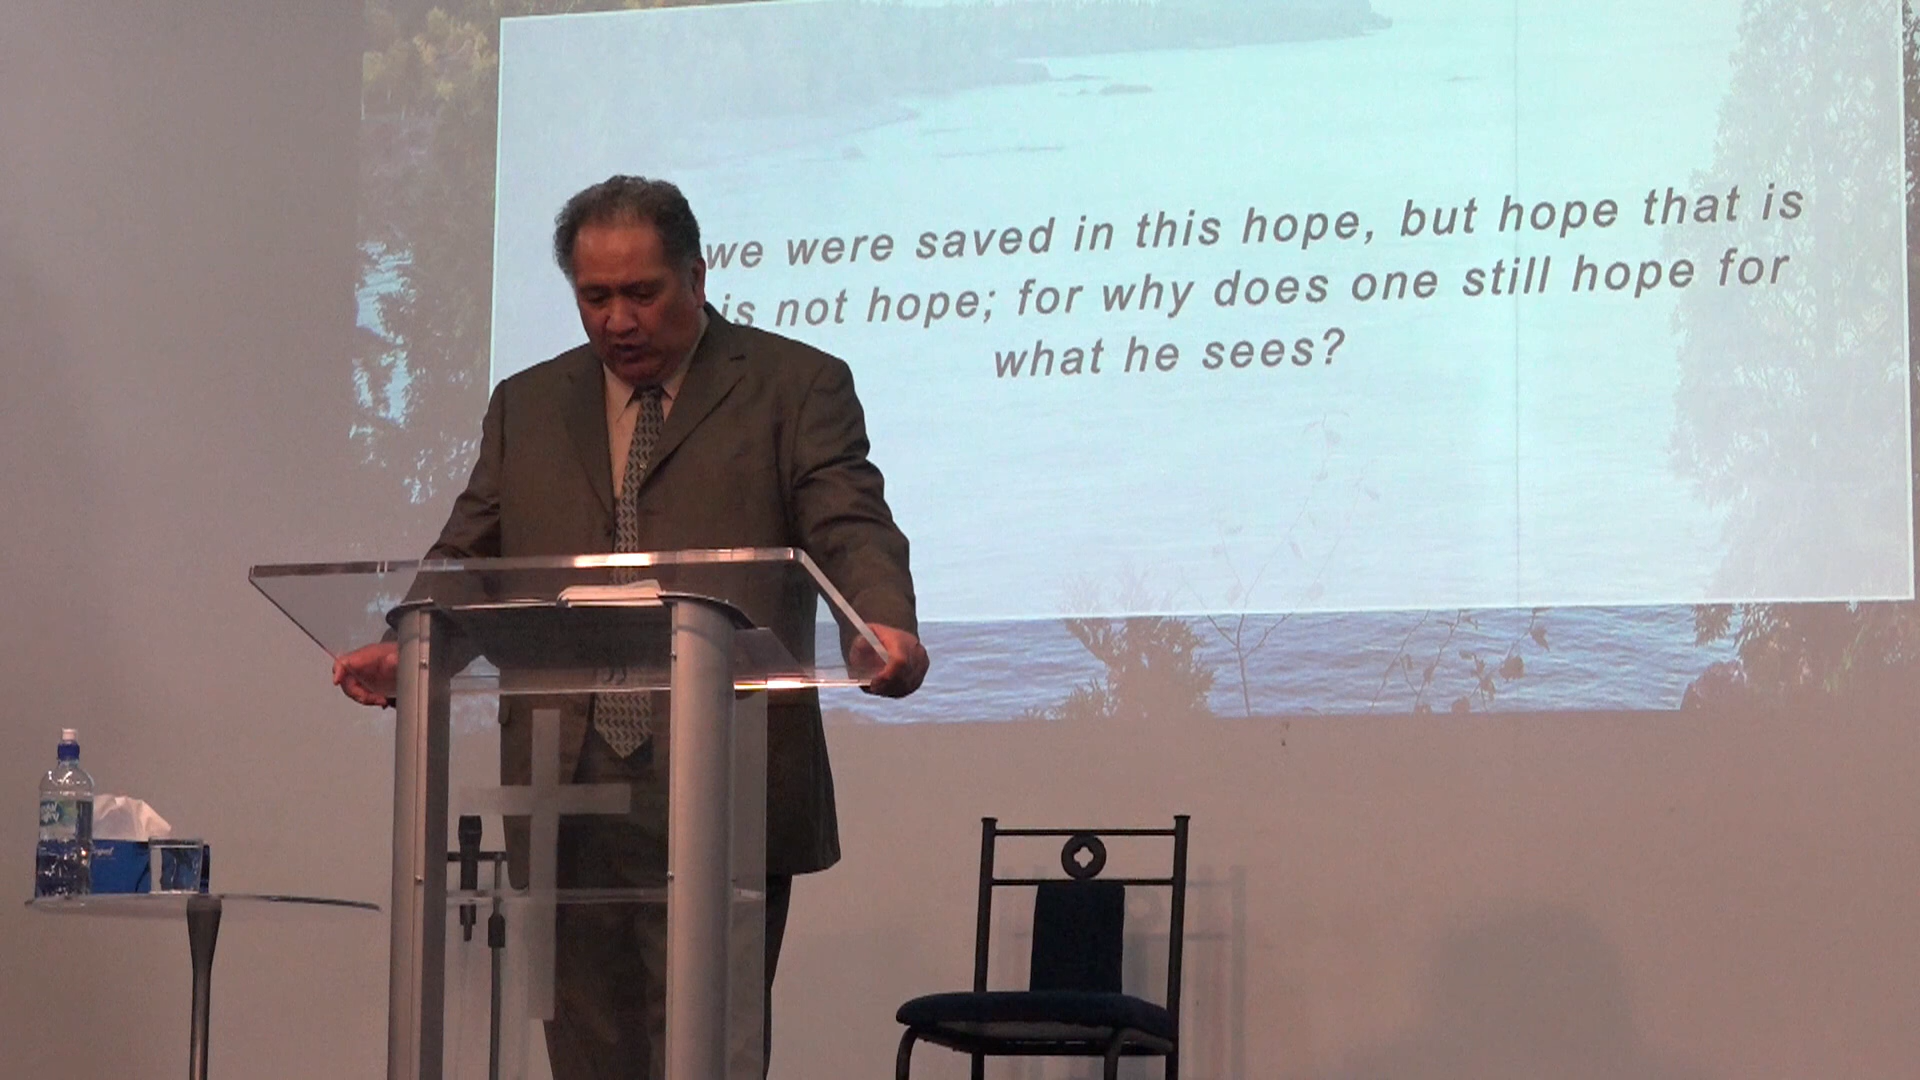 we were saved in this hope, but hope that is
is not hope; for why does one still hope for
what he sees?